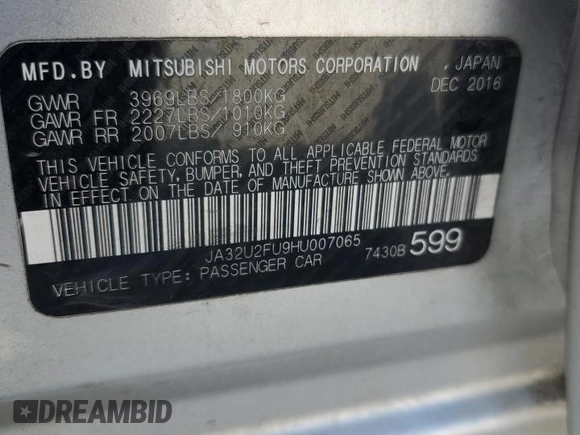 MFD.BY MITSUBISHI MOTORS CORPORATION , JAPAN
DEC 2016
GVWR 3969LBS 1800KG
GAWR FR 2227LBS 1010KG
GAWR RR 2007LBS 910KG
THIS VEHICLE CONFORMS TO ALL APPLICABLE FEDERAL MOTOR
VEHICLE SAFETY, BUMPER, AND THEFT PREVENTION STANDARDS
IN EFFECT ON THE DATE OF MANUFACTURE SHOWN ABOVE.
JA32U2FU9HU007065
7430B 599
VEHICLE TYPE: PASSENGER CAR
DREAMBID